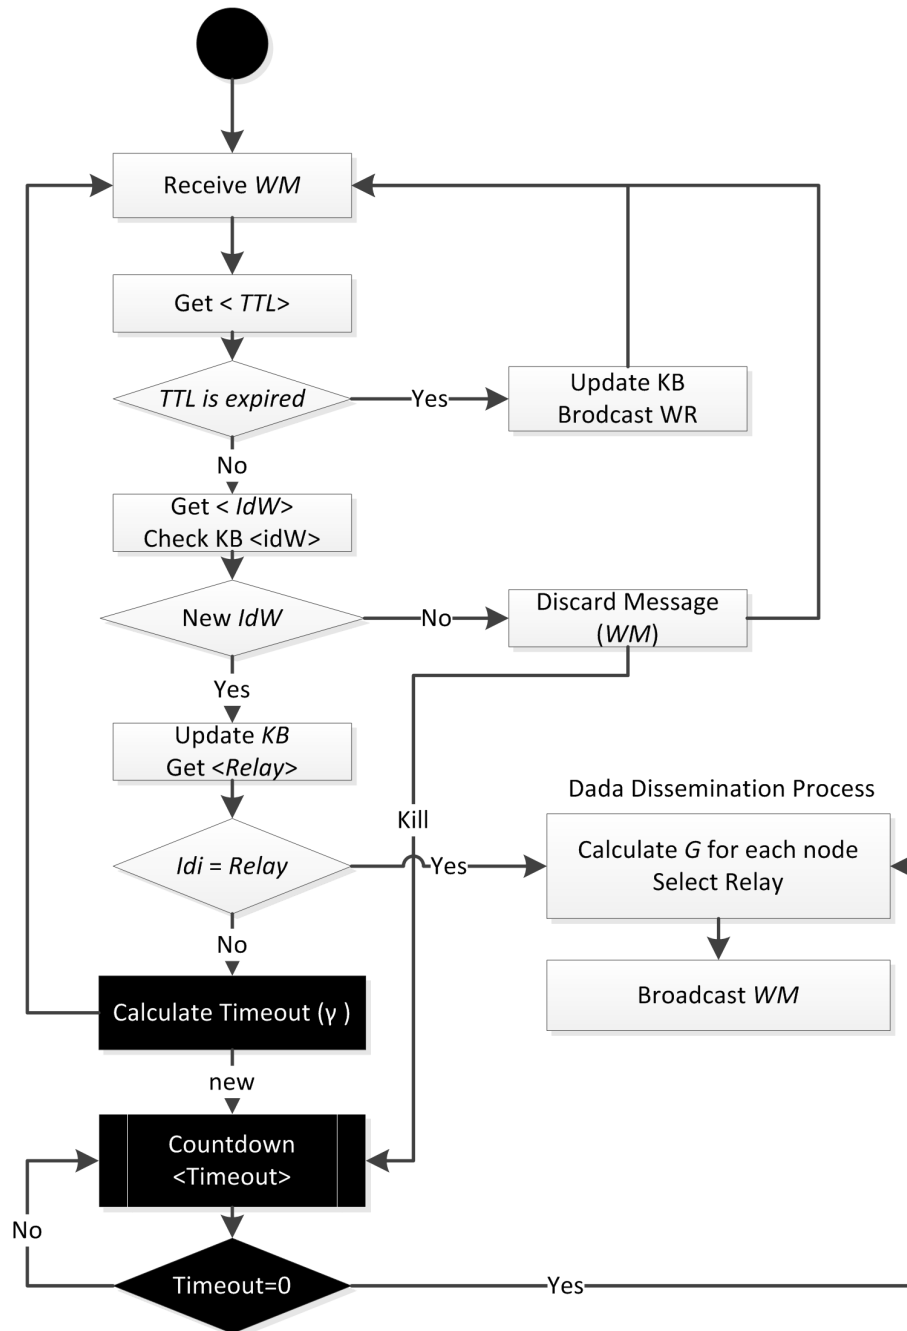 Receive WM
Get < TTL>
TTL is expired
Yes
Update KB
Brodcast WR
No
Get < IdW>
Check KB <idW>
New IdW
No
Discard Message
(WM)
Yes
Update KB
Get <Relay>
Kill
Dada Dissemination Process
Idi = Relay
Yes
Calculate G for each node
Select Relay
No
Broadcast WM
Calculate Timeout (γ )
new
Countdown
<Timeout>
No
Timeout=0
Yes